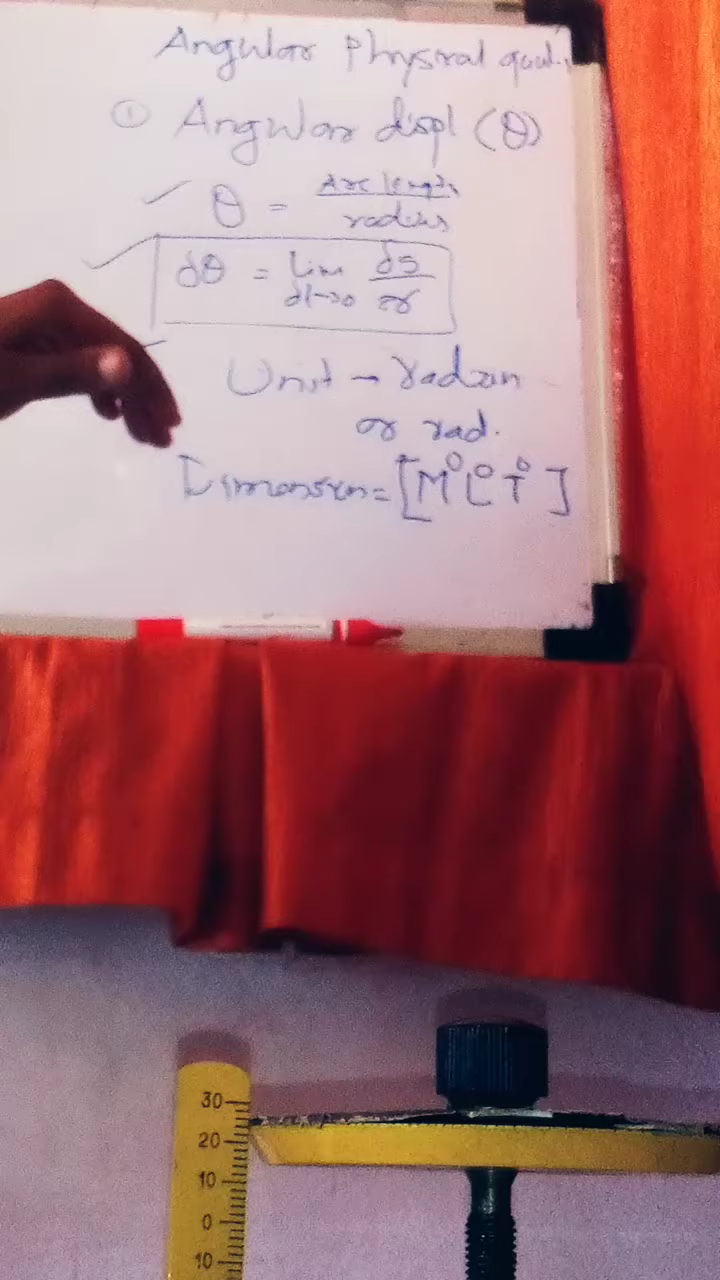 Angular Physical
① Angular displ (θ)
θ = Arc length / radius
dθ = Lim dt→0 ds / r
Unit → radian
or rad.
Dimension = [M⁰L⁰T⁰]
30
20
10
0
10